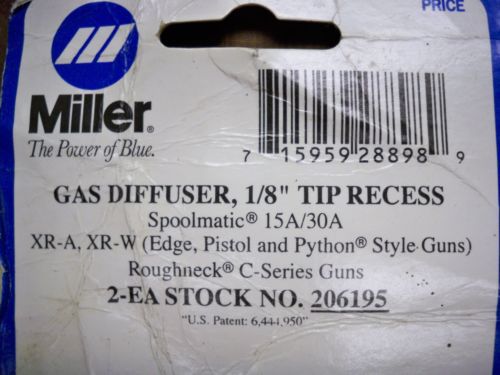 PRICE
Miller®
The Power of Blue.
7 15959 28898 9
GAS DIFFUSER, 1/8" TIP RECESS
Spoolmatic® 15A/30A
XR-A, XR-W (Edge, Pistol and Python® Style Guns)
Roughneck® C-Series Guns
2-EA STOCK NO. 206195
"U.S. Patent: 6,444,950"